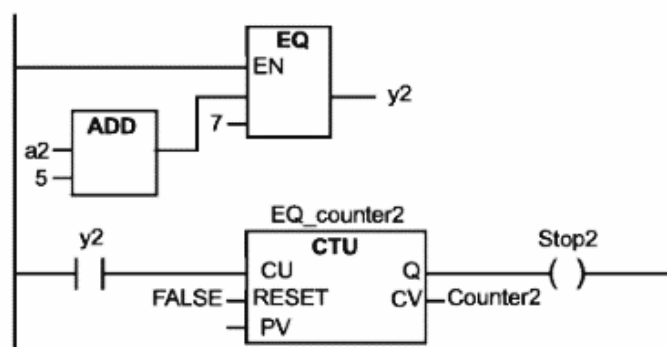 EQ
EN
y2
ADD
7
a2
5
EQ_counter2
y2
CTU
Stop2
CU
Q
FALSE
RESET
CV
Counter2
PV